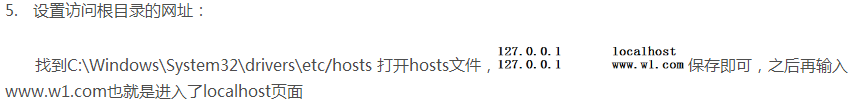 5. 设置访问根目录的网址：
找到C:\Windows\System32\drivers\etc/hosts 打开hosts文件，
127.0.0.1 localhost
127.0.0.1 www.w1.com
保存即可，之后再输入
www.w1.com也就是进入了localhost页面